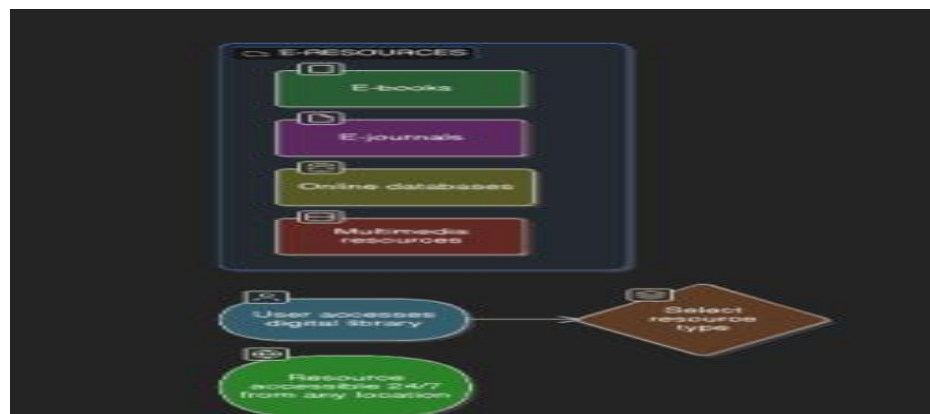 E-RESOURCES
E-books
E-journals
Online databases
Multimedia
resources
User accesses
digital library
Select
resource
type
Resource
accessible 24/7
from any location